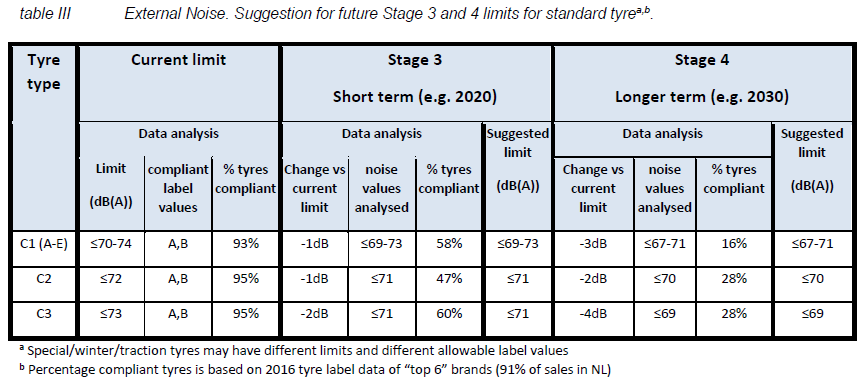 table III External Noise. Suggestion for future Stage 3 and 4 limits for standard tyreᵃ,ᵇ.
Tyre type Current limit Stage 3 Short term (e.g. 2020) Stage 4 Longer term (e.g. 2030)
Data analysis Data analysis Suggested limit (dB(A)) Data analysis Suggested limit (dB(A))
Limit (dB(A)) compliant label values % tyres compliant Change vs current limit noise values analysed % tyres compliant Change vs current limit noise values analysed % tyres compliant
C1 (A-E) ≤70-74 A,B 93% -1dB ≤69-73 58% ≤69-73 -3dB ≤67-71 16% ≤67-71
C2 ≤72 A,B 95% -1dB ≤71 47% ≤71 -2dB ≤70 28% ≤70
C3 ≤73 A,B 95% -2dB ≤71 60% ≤71 -4dB ≤69 28% ≤69
ᵃ Special/winter/traction tyres may have different limits and different allowable label values
ᵇ Percentage compliant tyres is based on 2016 tyre label data of “top 6” brands (91% of sales in NL)